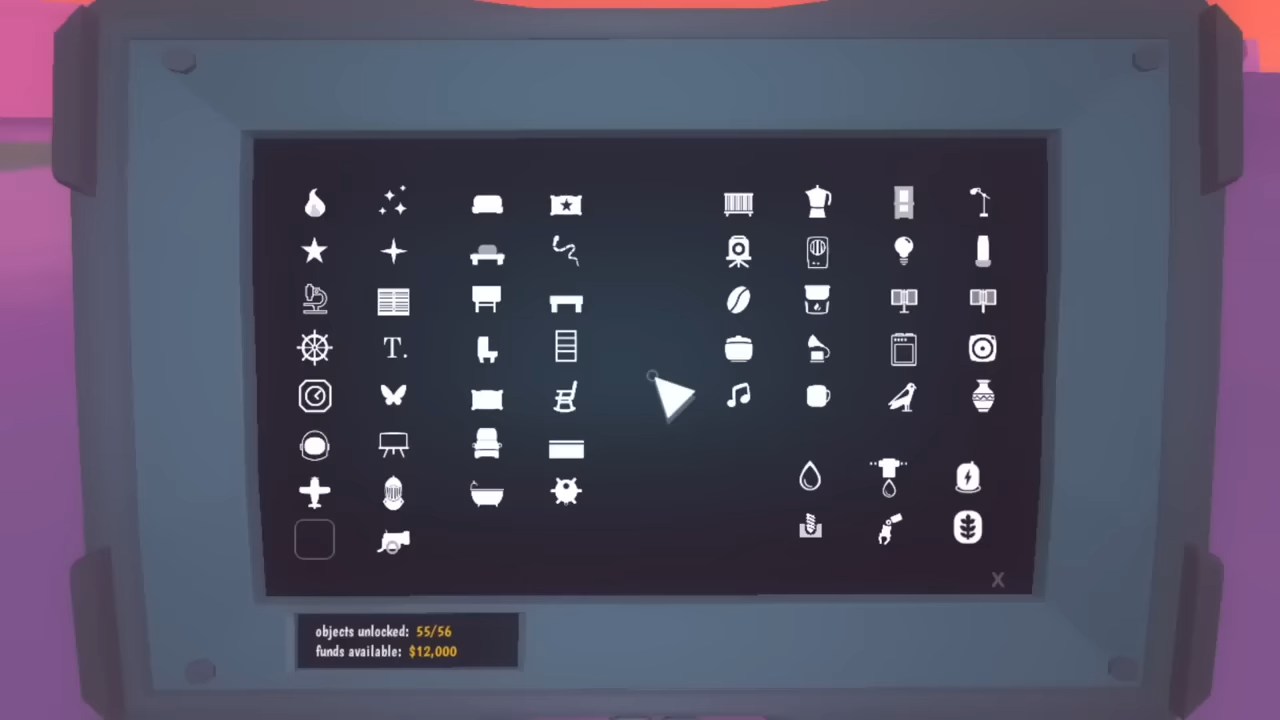 T.
X
objects unlocked: 55/56
funds available: $12,000